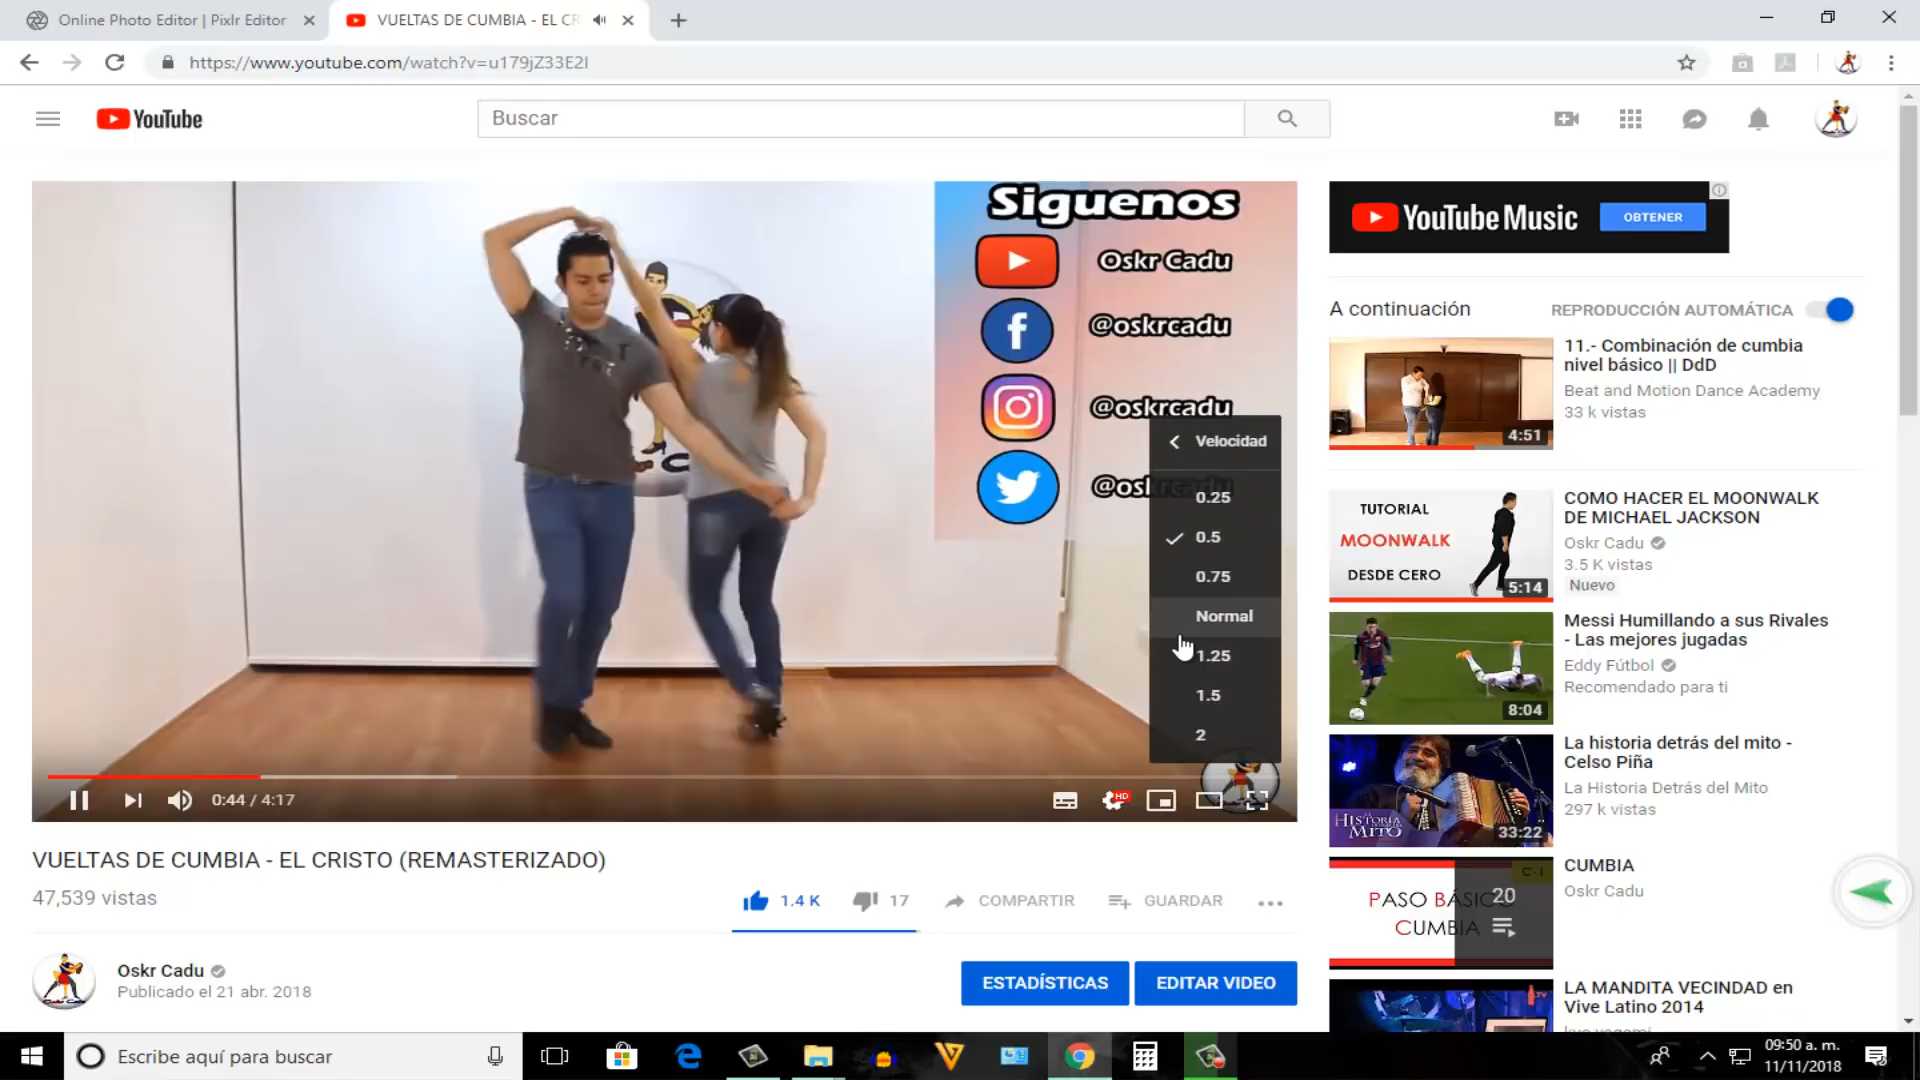 Online Photo Editor | Pixlr Editor
VUELTAS DE CUMBIA - EL CR
https://www.youtube.com/watch?v=u179jZ33E2I
YouTube
Buscar
Siguenos
Oskr Cadu
@oskrcadu
@oskrcadu
Velocidad
0.25
0.5
0.75
Normal
1.25
1.5
2
0:44 / 4:17
HD
YouTube Music
OBTENER
A continuación
REPRODUCCIÓN AUTOMÁTICA
11.- Combinación de cumbia
nivel básico || DdD
Beat and Motion Dance Academy
33 k vistas
4:51
TUTORIAL
MOONWALK
DESDE CERO
5:14
COMO HACER EL MOONWALK
DE MICHAEL JACKSON
Oskr Cadu
3.5 K vistas
Nuevo
Messi Humillando a sus Rivales
- Las mejores jugadas
Eddy Fútbol
Recomendado para ti
8:04
La historia detrás del mito -
Celso Piña
La Historia Detrás del Mito
297 k vistas
HISTORIA
MITO
33:22
PASO BÁSICO
CUMBIA
C-1
20
CUMBIA
Oskr Cadu
LA MANDITA VECINDAD en
Vive Latino 2014
VUELTAS DE CUMBIA - EL CRISTO (REMASTERIZADO)
47,539 vistas
1.4 K
17
COMPARTIR
GUARDAR
Oskr Cadu
Publicado el 21 abr. 2018
ESTADÍSTICAS
EDITAR VIDEO
Escribe aquí para buscar
09:50 a. m.
11/11/2018